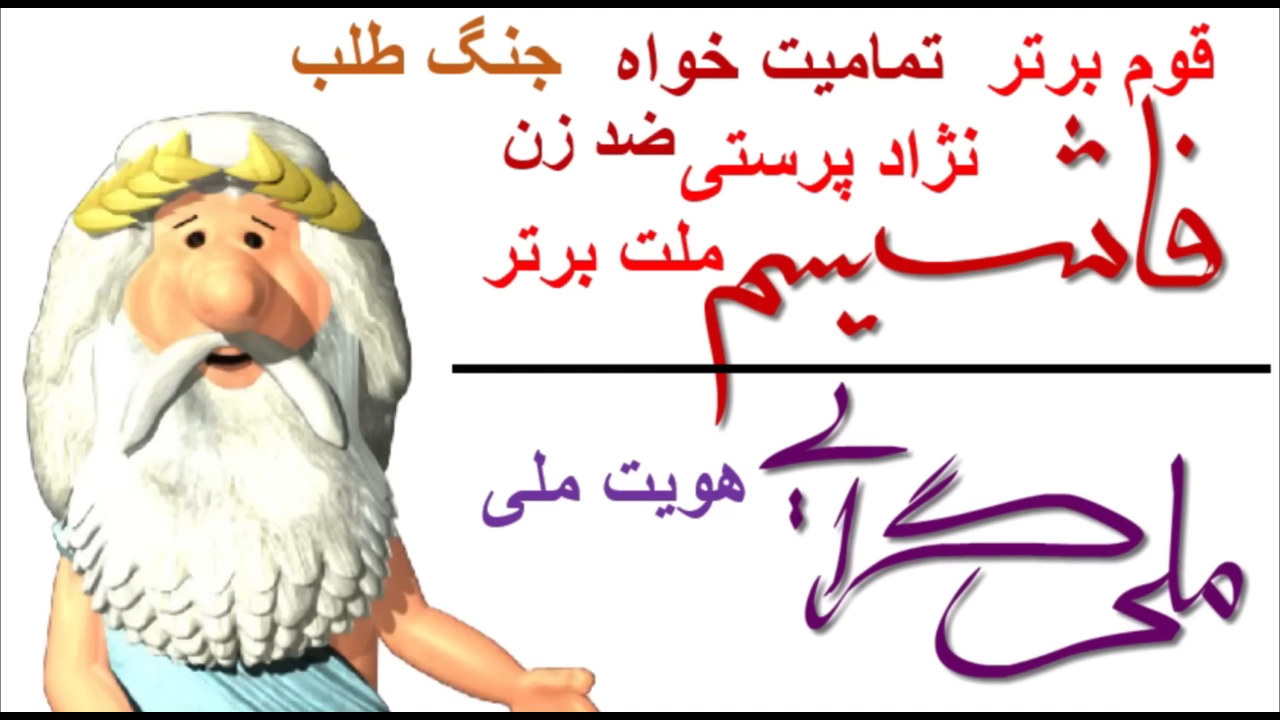 قوم برتر تمامیت خواه جنگ طلب
نژاد پرستی ضد زن
فاشیسم
ملت برتر
ملی گرایی
هویت ملی